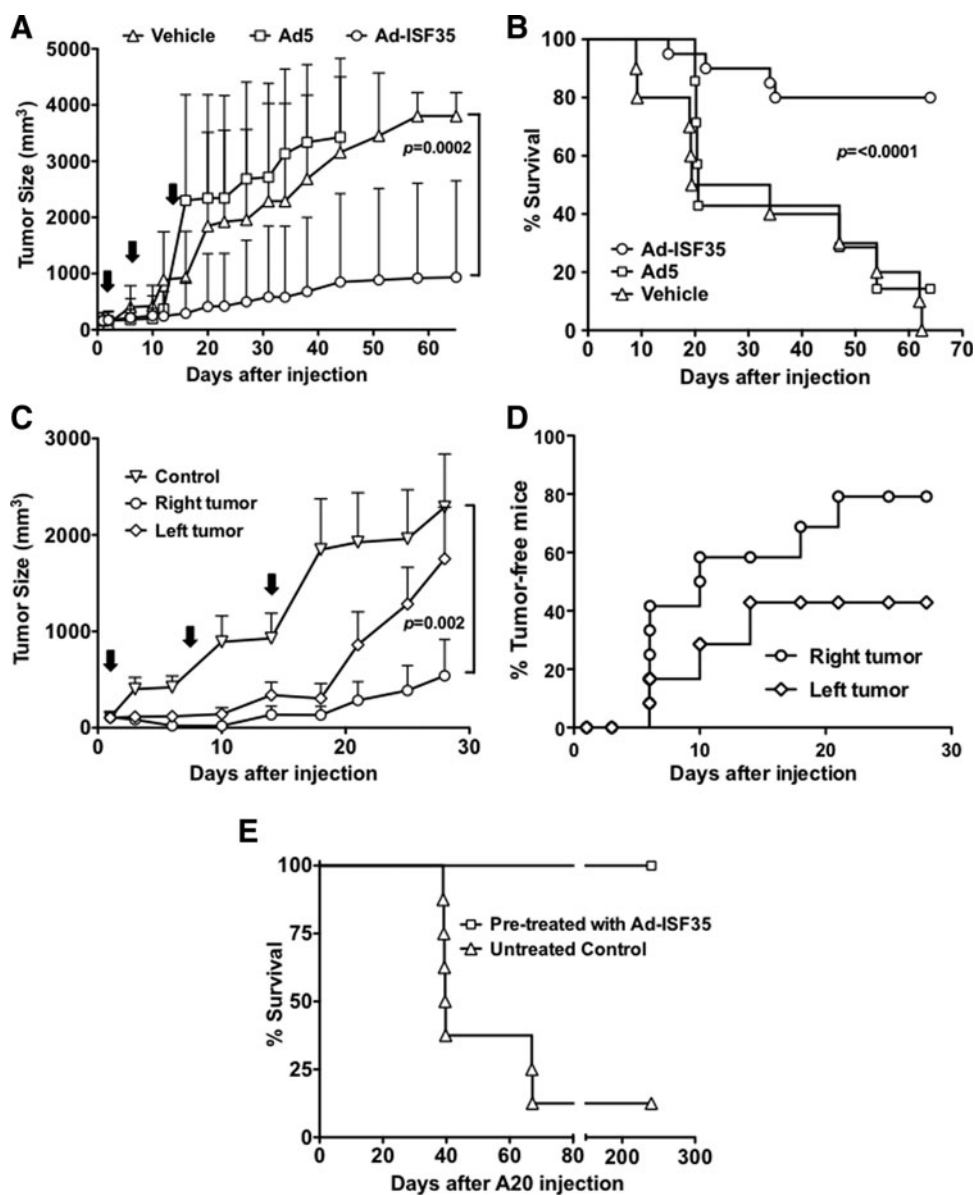 A
Vehicle Ad5 Ad-ISF35
5000
4000
3000
2000
1000
0
Tumor Size (mm3)
p=0.0002
0 10 20 30 40 50 60
Days after injection
B
100
80
60
40
20
0
% Survival
p=<0.0001
Ad-ISF35
Ad5
Vehicle
0 10 20 30 40 50 60 70
Days after injection
C
3000
2000
1000
0
Tumor Size (mm3)
Control
Right tumor
Left tumor
p=0.002
0 10 20 30
Days after injection
D
100
80
60
40
20
0
% Tumor-free mice
Right tumor
Left tumor
0 10 20 30
Days after injection
E
100
75
50
25
0
% Survival
Pre-treated with Ad-ISF35
Untreated Control
0 20 40 60 80 200 300
Days after A20 injection